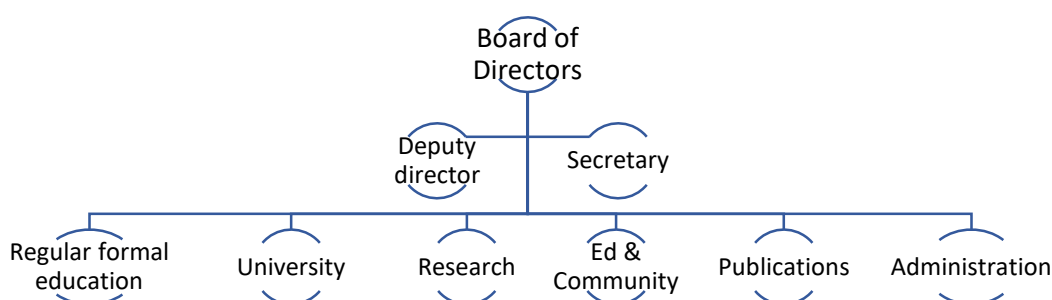 Board of
Directors
Deputy
director
Secretary
Regular formal
education
University
Research
Ed &
Community
Publications
Administration